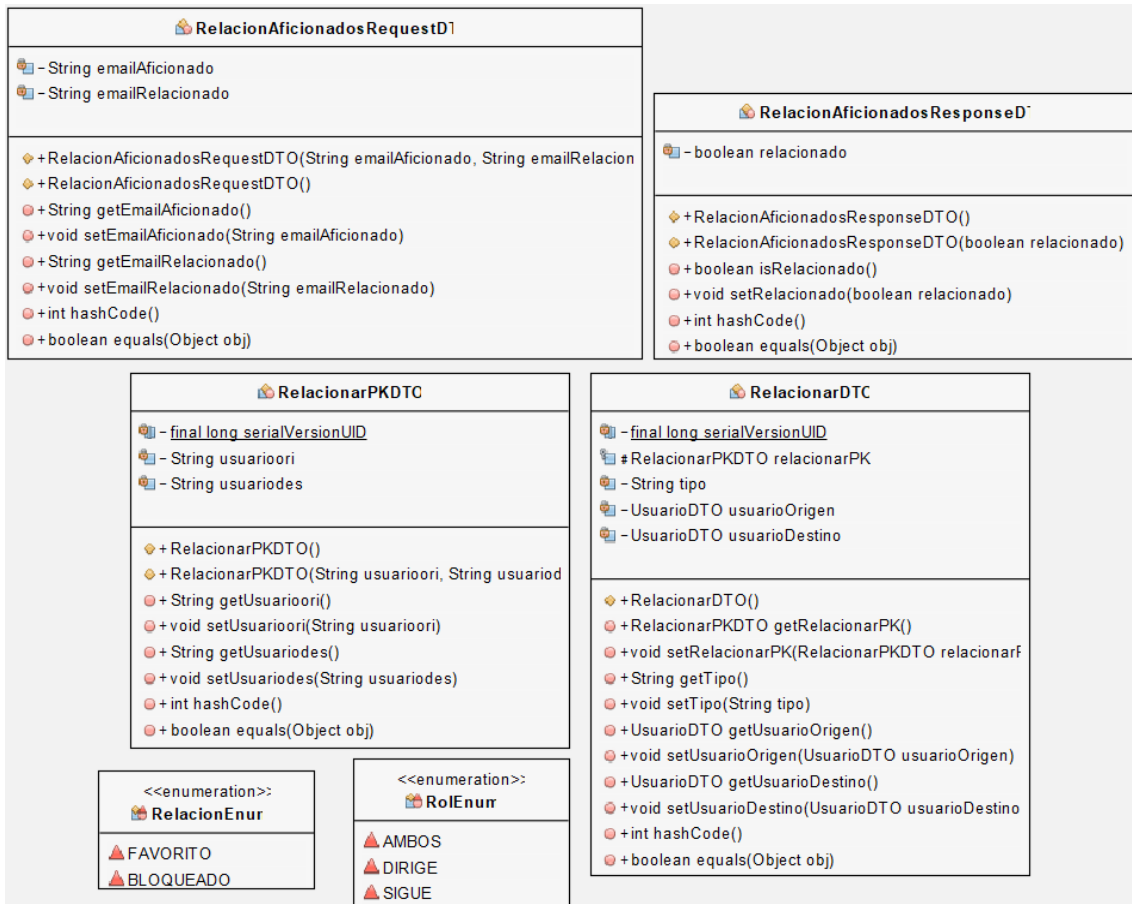 RelacionAficionadosRequestD
- String emailAficionado
- String emailRelacionado
+ RelacionAficionadosRequestDTO(String emailAficionado, String emailRelacion
+ RelacionAficionadosRequestDTO()
+ String getEmailAficionado()
+ void setEmailAficionado(String emailAficionado)
+ String getEmailRelacionado()
+ void setEmailRelacionado(String emailRelacionado)
+ int hashCode()
+ boolean equals(Object obj)
RelacionAficionadosResponseD
- boolean relacionado
+ RelacionAficionadosResponseDTO()
+ RelacionAficionadosResponseDTO(boolean relacionado)
+ boolean isRelacionado()
+ void setRelacionado(boolean relacionado)
+ int hashCode()
+ boolean equals(Object obj)
RelacionarPKDTO
- final long serialVersionUID
- String usuarioori
- String usuariodes
+ RelacionarPKDTO()
+ RelacionarPKDTO(String usuarioori, String usuariod
+ String getUsuarioori()
+ void setUsuarioori(String usuarioori)
+ String getUsuariodes()
+ void setUsuariodes(String usuariodes)
+ int hashCode()
+ boolean equals(Object obj)
RelacionarDTO
- final long serialVersionUID
# RelacionarPKDTO relacionarPK
- String tipo
- UsuarioDTO usuarioOrigen
- UsuarioDTO usuarioDestino
+ RelacionarDTO()
+ RelacionarPKDTO getRelacionarPK()
+ void setRelacionarPK(RelacionarPKDTO relacionarP
+ String getTipo()
+ void setTipo(String tipo)
+ UsuarioDTO getUsuarioOrigen()
+ void setUsuarioOrigen(UsuarioDTO usuarioOrigen)
+ UsuarioDTO getUsuarioDestino()
+ void setUsuarioDestino(UsuarioDTO usuarioDestino
+ int hashCode()
+ boolean equals(Object obj)
<<enumeration>>
RelacionEnum
FAVORITO
BLOQUEADO
<<enumeration>>
RolEnum
AMBOS
DIRIGE
SIGUE